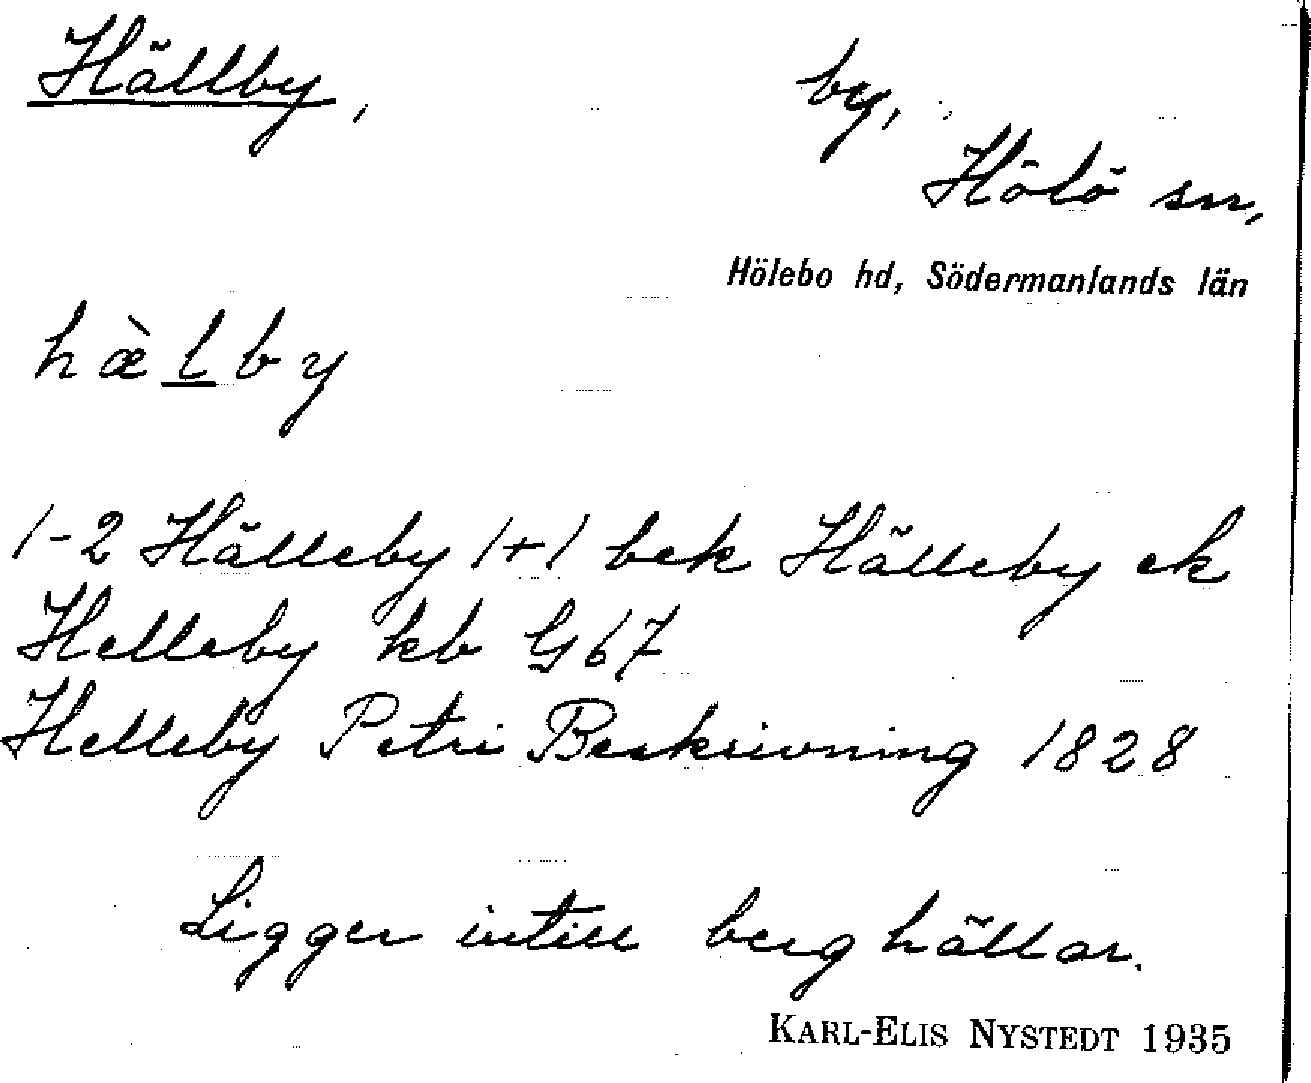 Hällby,
by,
Hölö sn,
Hölebo hd, Södermanlands län
hæ̀lby
1-2 Hälleby 1+1 bek Hälleby ek
Helleby kb G67
Helleby Petri Beskrivning 1828
Ligger intill berghällar.
KARL-ELIS NYSTEDT 1935